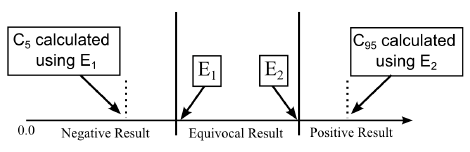 C5 calculated
using E1
E1
E2
C95 calculated
using E2
0.0
Negative Result
Equivocal Result
Positive Result